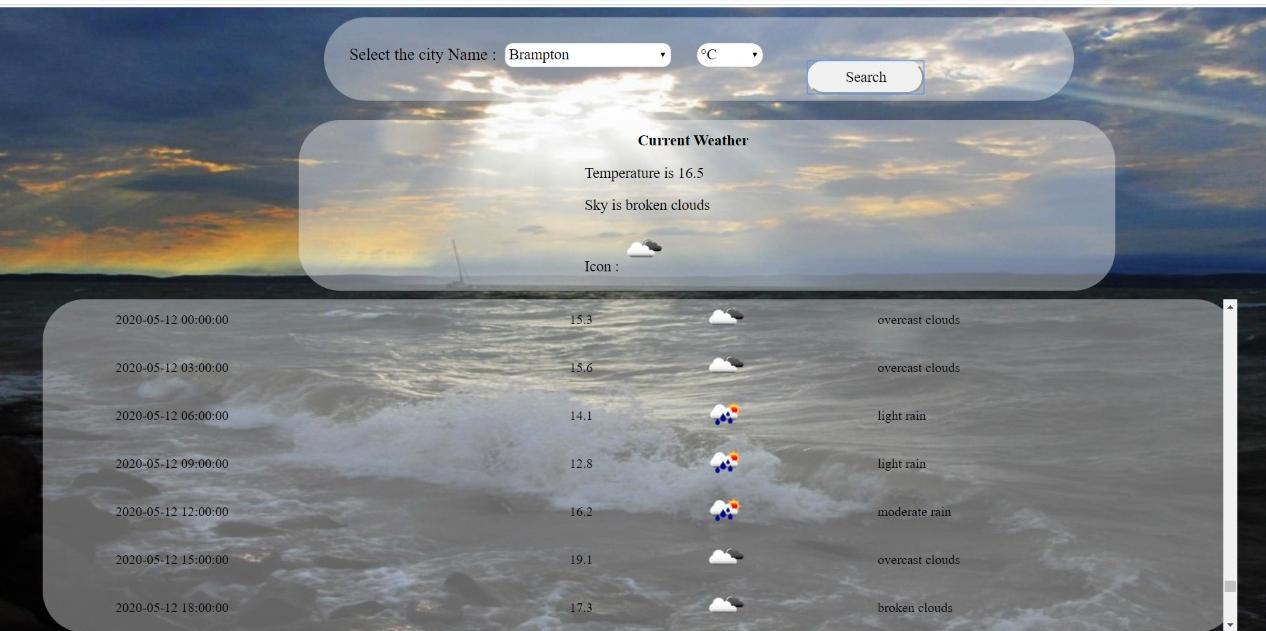 Select the city Name : Brampton °C
Search
Current Weather
Temperature is 16.5
Sky is broken clouds
Icon :
2020-05-12 00:00:00 15.3 overcast clouds
2020-05-12 03:00:00 15.6 overcast clouds
2020-05-12 06:00:00 14.1 light rain
2020-05-12 09:00:00 12.8 light rain
2020-05-12 12:00:00 16.2 moderate rain
2020-05-12 15:00:00 19.1 overcast clouds
2020-05-12 18:00:00 17.3 broken clouds